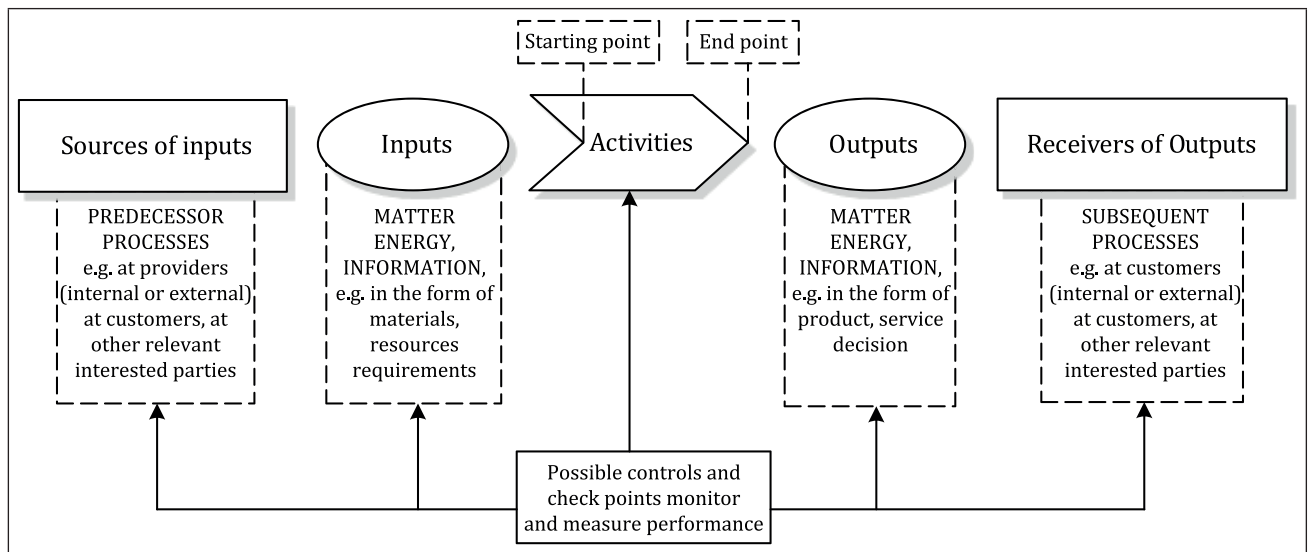 Starting point
End point
Sources of inputs
Inputs
Activities
Outputs
Receivers of Outputs
PREDECESSOR
PROCESSES
e.g. at providers
(internal or external)
at customers, at
other relevant
interested parties
MATTER
ENERGY,
INFORMATION,
e.g. in the form of
materials,
resources
requirements
MATTER
ENERGY,
INFORMATION,
e.g. in the form of
product, service
decision
SUBSEQUENT
PROCESSES
e.g. at customers
(internal or external)
at customers, at
other relevant
interested parties
Possible controls and
check points monitor
and measure performance